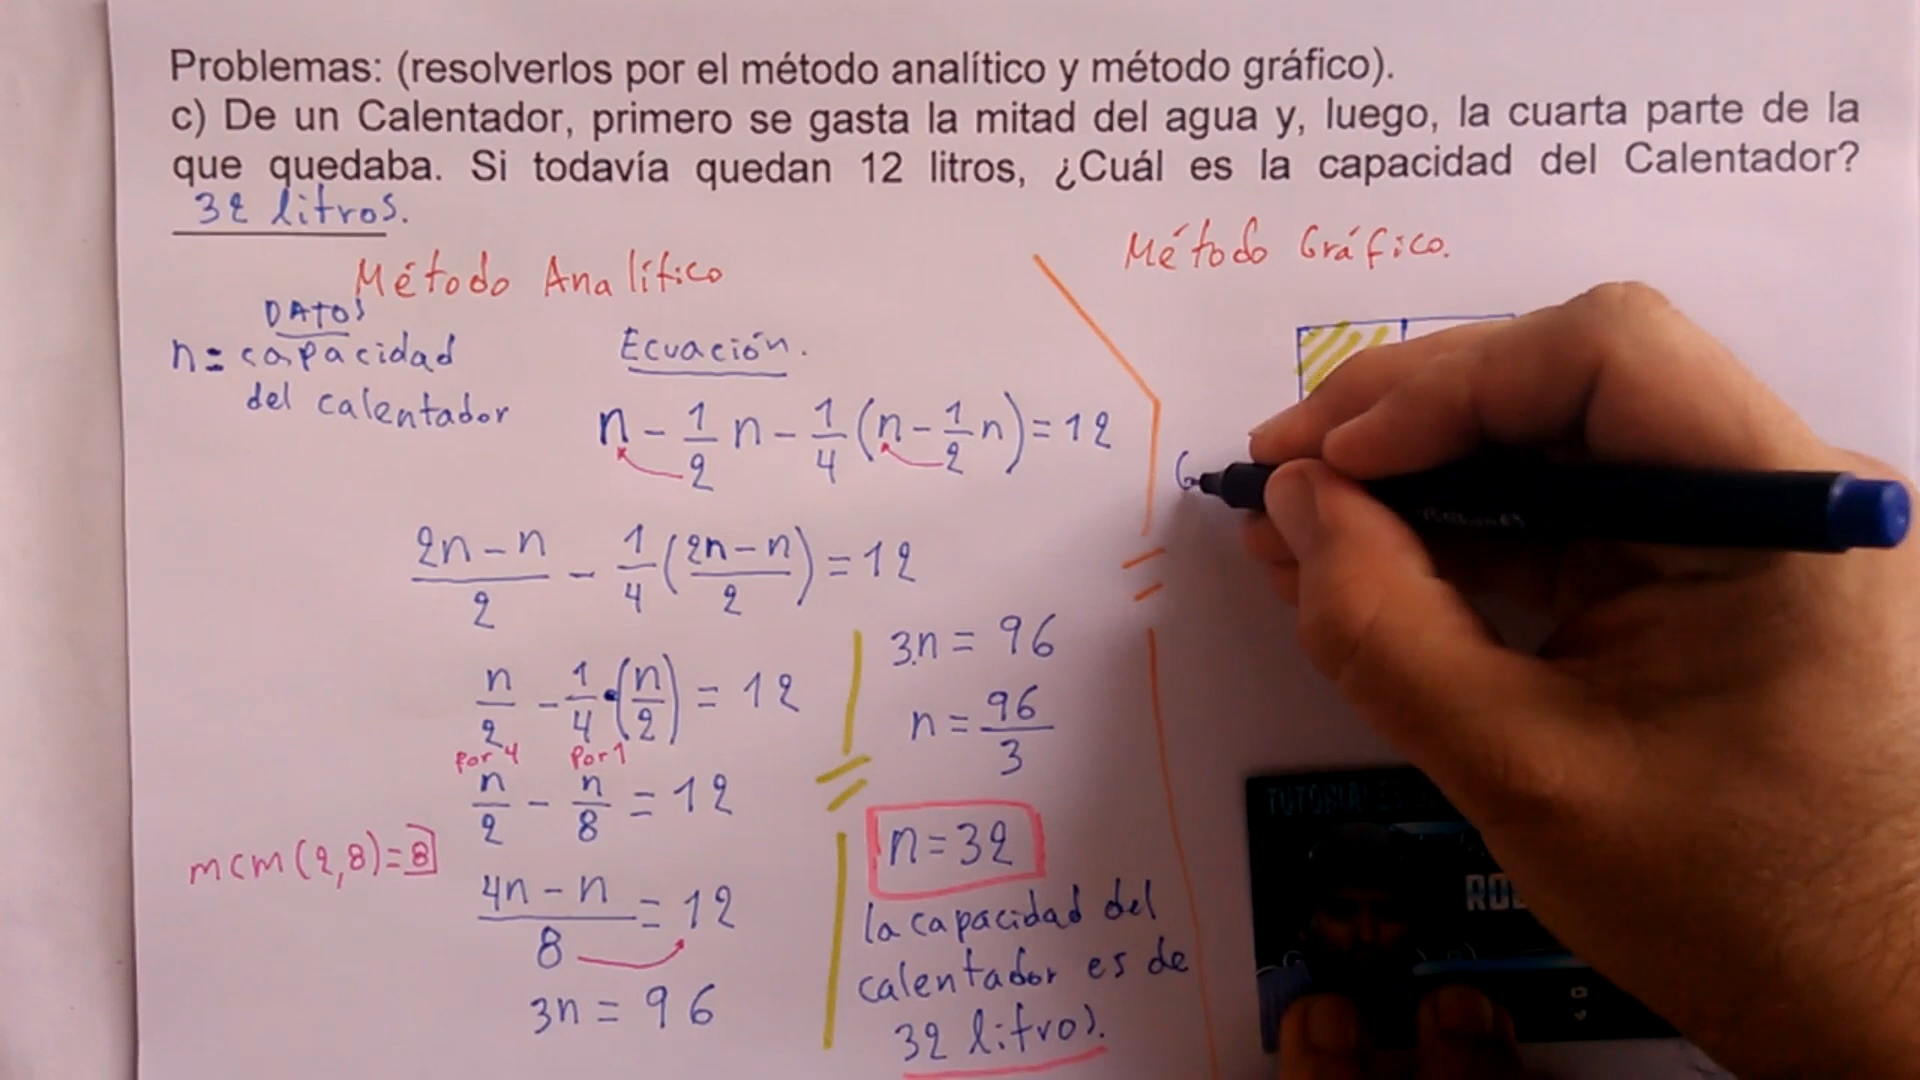 Problemas: (resolverlos por el método analítico y método gráfico).
c) De un Calentador, primero se gasta la mitad del agua y, luego, la cuarta parte de la
que quedaba. Si todavía quedan 12 litros, ¿Cuál es la capacidad del Calentador?
32 litros.
Método Analítico
DATOS
n = capacidad
del calentador
Ecuación.
n - 1/2 n - 1/4 (n - 1/2 n) = 12
(2n - n)/2 - 1/4 ((2n - n)/2) = 12
n/2 - 1/4 · (n/2) = 12
por 4 por 1
n/2 - n/8 = 12
mcm (2,8) = 8
(4n - n)/8 = 12
3n = 96
3n = 96
n = 96/3
n = 32
la capacidad del
calentador es de
32 litros.
Método Gráfico.